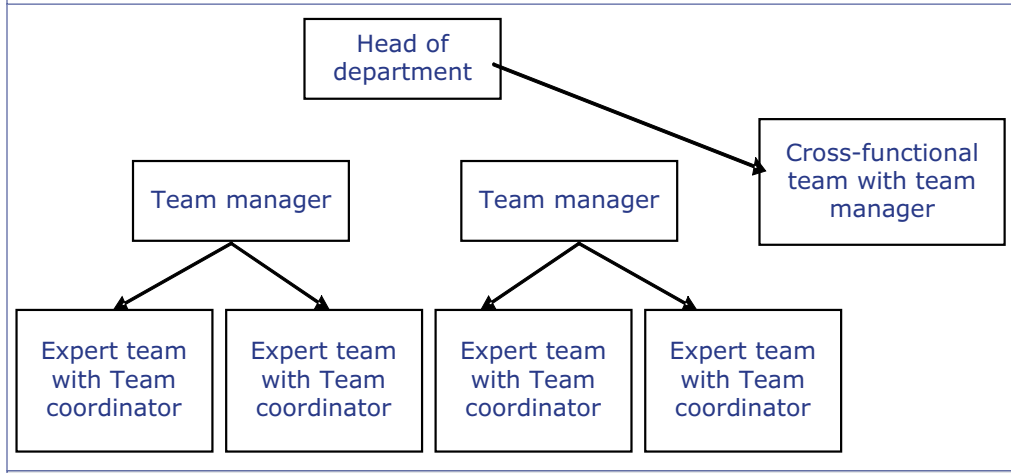 Head of
department
Cross-functional
team with team
manager
Team manager
Team manager
Expert team
with Team
coordinator
Expert team
with Team
coordinator
Expert team
with Team
coordinator
Expert team
with Team
coordinator